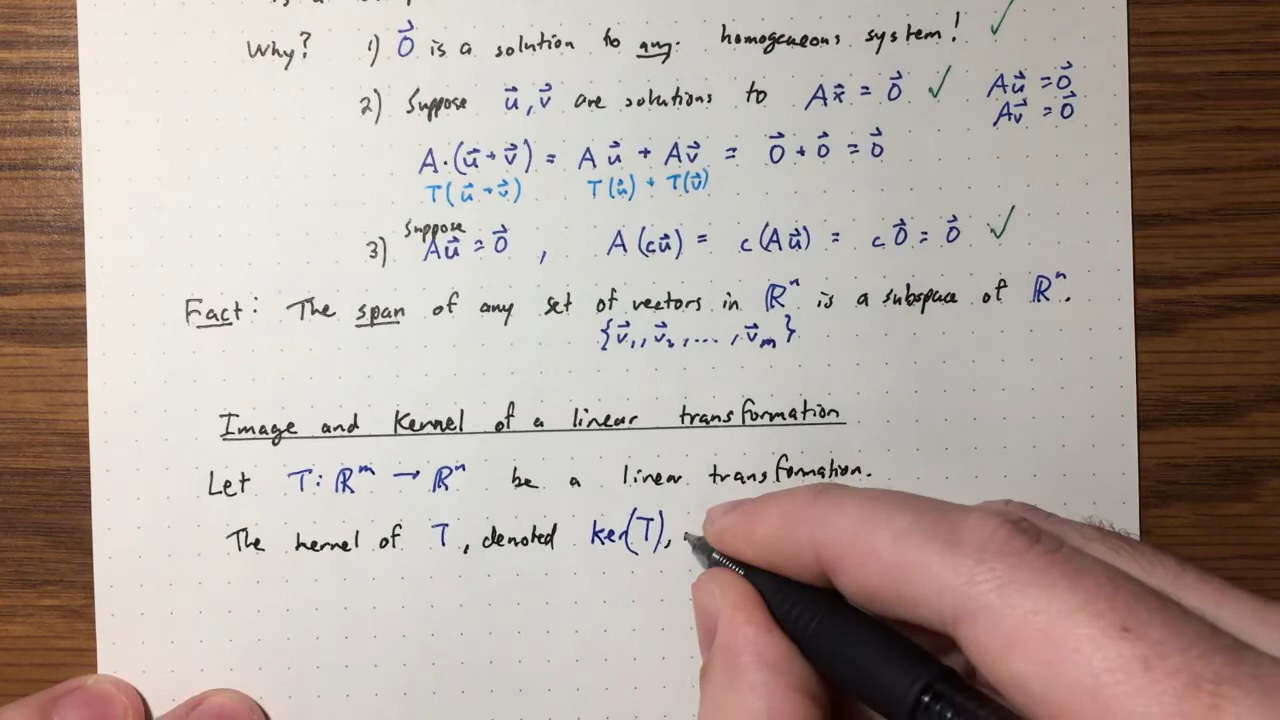 Why? 1) 0⃗ is a solution to any homogeneous system! ✓
2) Suppose u⃗, v⃗ are solutions to Ax⃗ = 0⃗ ✓ Au⃗ = 0⃗
Av⃗ = 0⃗
A·(u⃗+v⃗) = Au⃗ + Av⃗ = 0⃗ + 0⃗ = 0⃗
T(u⃗+v⃗) T(u⃗) + T(v⃗)
3) Suppose Au⃗ = 0⃗, A(cu⃗) = c(Au⃗) = c0⃗ = 0⃗ ✓
Fact: The span of any set of vectors in ℝⁿ is a subspace of ℝⁿ.
{v⃗₁, v⃗₂, ..., v⃗ₘ}
Image and Kernel of a linear transformation
Let T: ℝᵐ → ℝⁿ be a linear transformation.
The kernel of T, denoted ker(T),